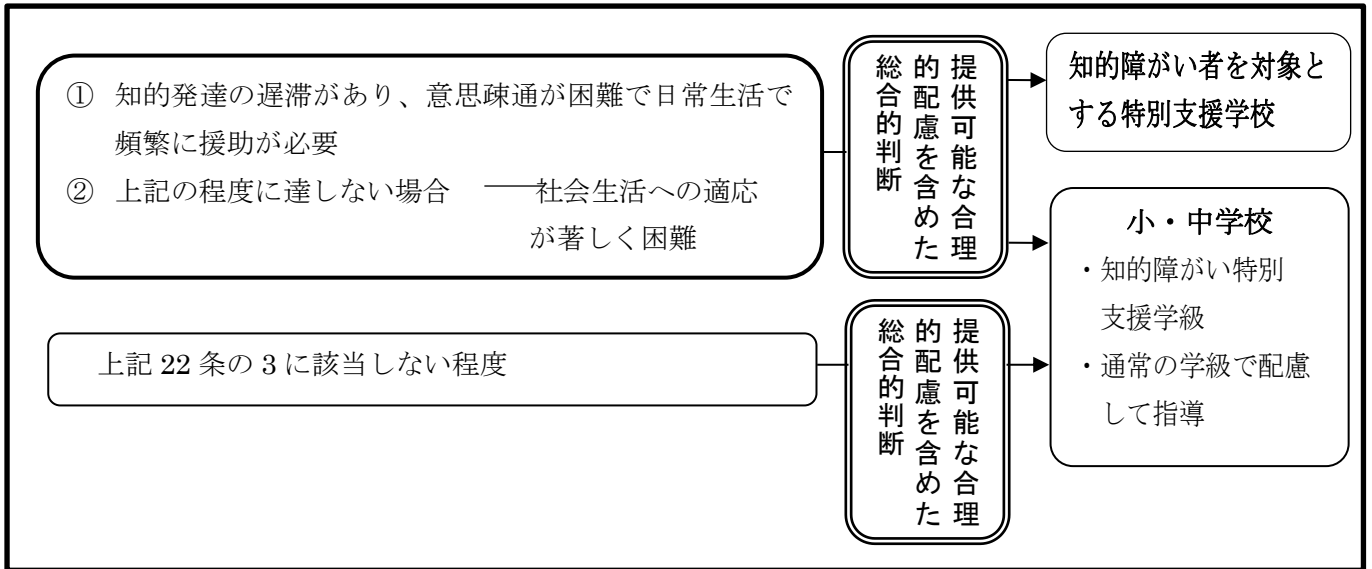 ① 知的発達の遅滞があり、意思疎通が困難で日常生活で
頻繁に援助が必要
② 上記の程度に達しない場合 ――社会生活への適応
が著しく困難
提供可能な合理
的配慮を含めた
総合的判断
知的障がい者を対象と
する特別支援学校
小・中学校
・知的障がい特別
支援学級
・通常の学級で配慮
して指導
上記 22 条の 3 に該当しない程度
提供可能な合理
的配慮を含めた
総合的判断